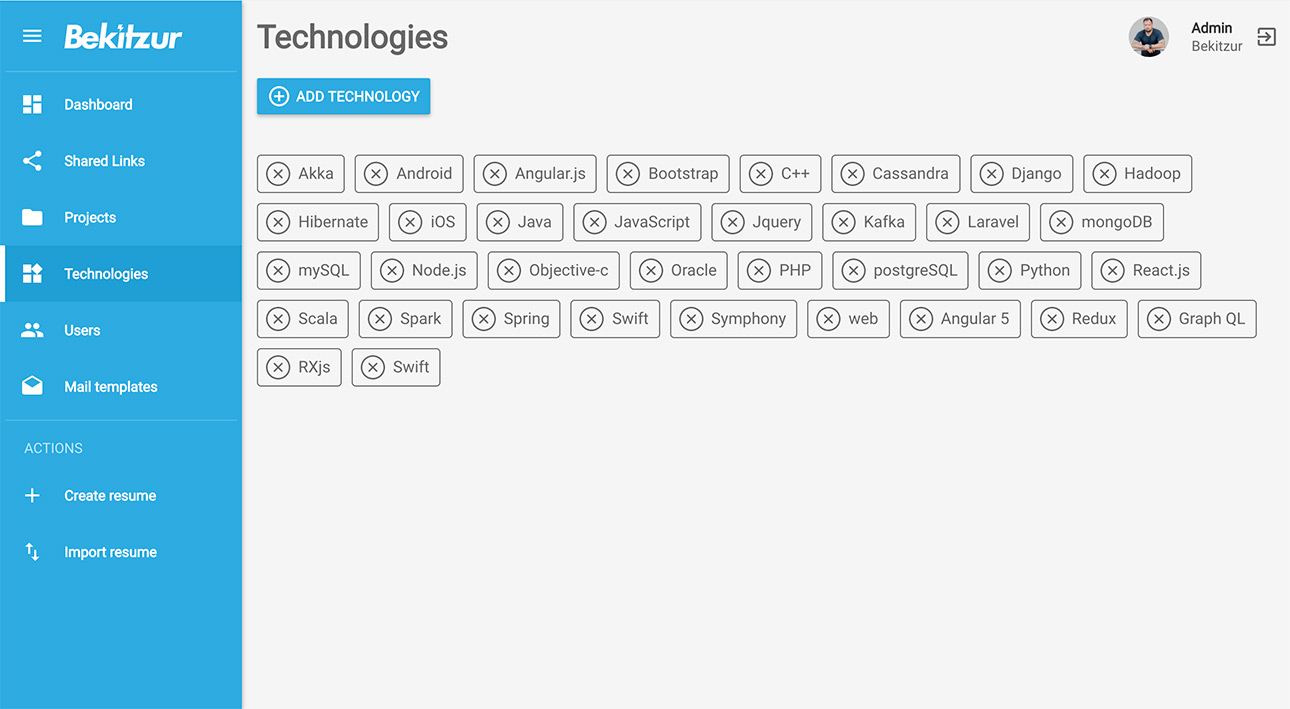 Bekitzur
Dashboard
Shared Links
Projects
Technologies
Users
Mail templates
ACTIONS
Create resume
Import resume
Technologies
Admin
Bekitzur
ADD TECHNOLOGY
Akka Android Angular.js Bootstrap C++ Cassandra Django Hadoop
Hibernate iOS Java JavaScript Jquery Kafka Laravel mongoDB
mySQL Node.js Objective-c Oracle PHP postgreSQL Python React.js
Scala Spark Spring Swift Symphony web Angular 5 Redux Graph QL
RXjs Swift